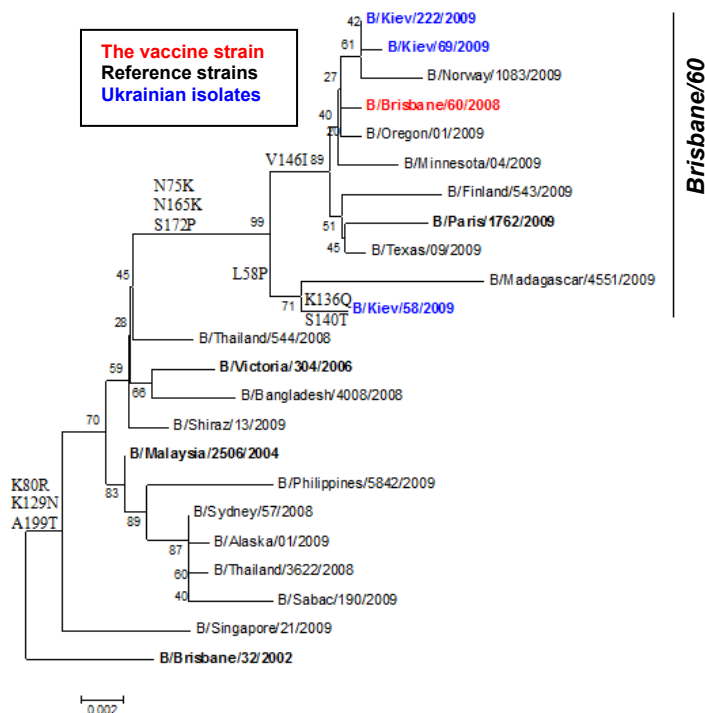 42
B/Kiev/222/2009
The vaccine strain
Reference strains
Ukrainian isolates
61
B/Kiev/69/2009
27
B/Norway/1083/2009
B/Brisbane/60/2008
40
20
B/Oregon/01/2009
Brisbane/60
V146I
89
B/Minnesota/04/2009
N75K
N165K
S172P
B/Finland/543/2009
99
51
B/Paris/1762/2009
45
B/Texas/09/2009
45
L58P
B/Madagascar/4551/2009
71
K136Q
S140T
B/Kiev/58/2009
28
B/Thailand/544/2008
59
B/Victoria/304/2006
66
B/Bangladesh/4008/2008
70
B/Shiraz/13/2009
B/Malaysia/2506/2004
K80R
K129N
A199T
83
B/Philippines/5842/2009
89
B/Sydney/57/2008
87
B/Alaska/01/2009
60
B/Thailand/3622/2008
40
B/Sabac/190/2009
B/Singapore/21/2009
B/Brisbane/32/2002
0.002